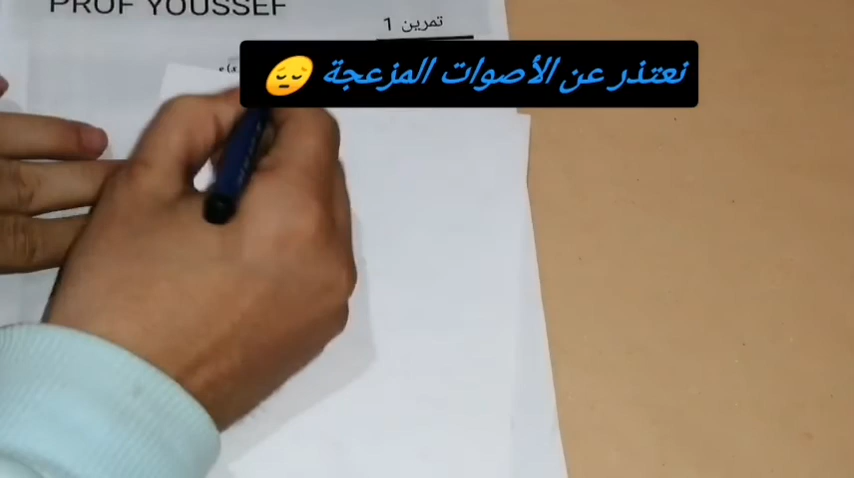 PROF YOUSSEF
تمرين 1
نعتذر عن الأصوات المزعجة 😔